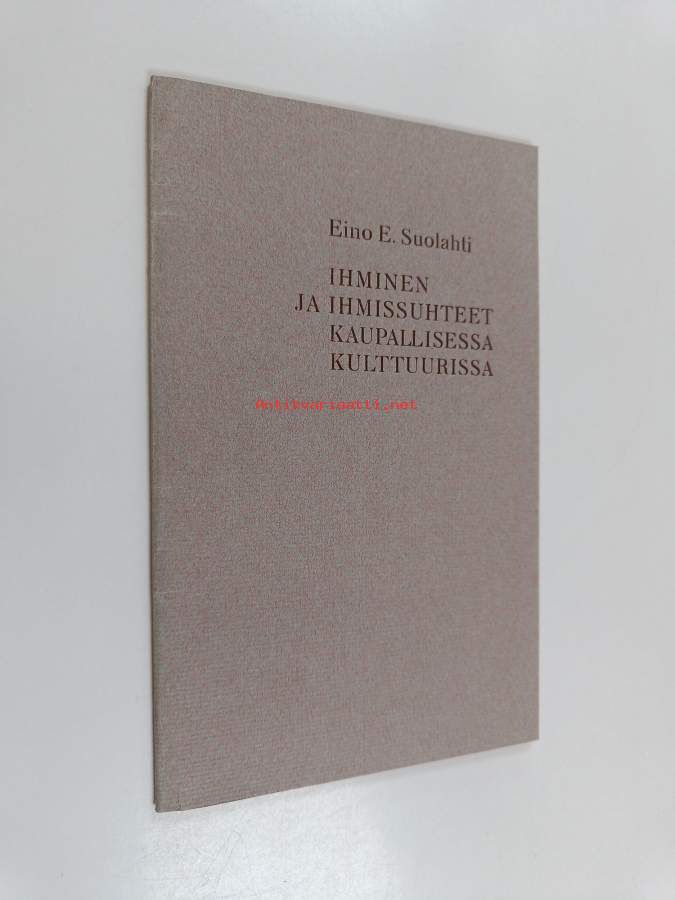 Eino E. Suolahti
IHMINEN
JA IHMISSUHTEET
KAUPALLISESSA
KULTTUURISSA
Antikvariaatti.net